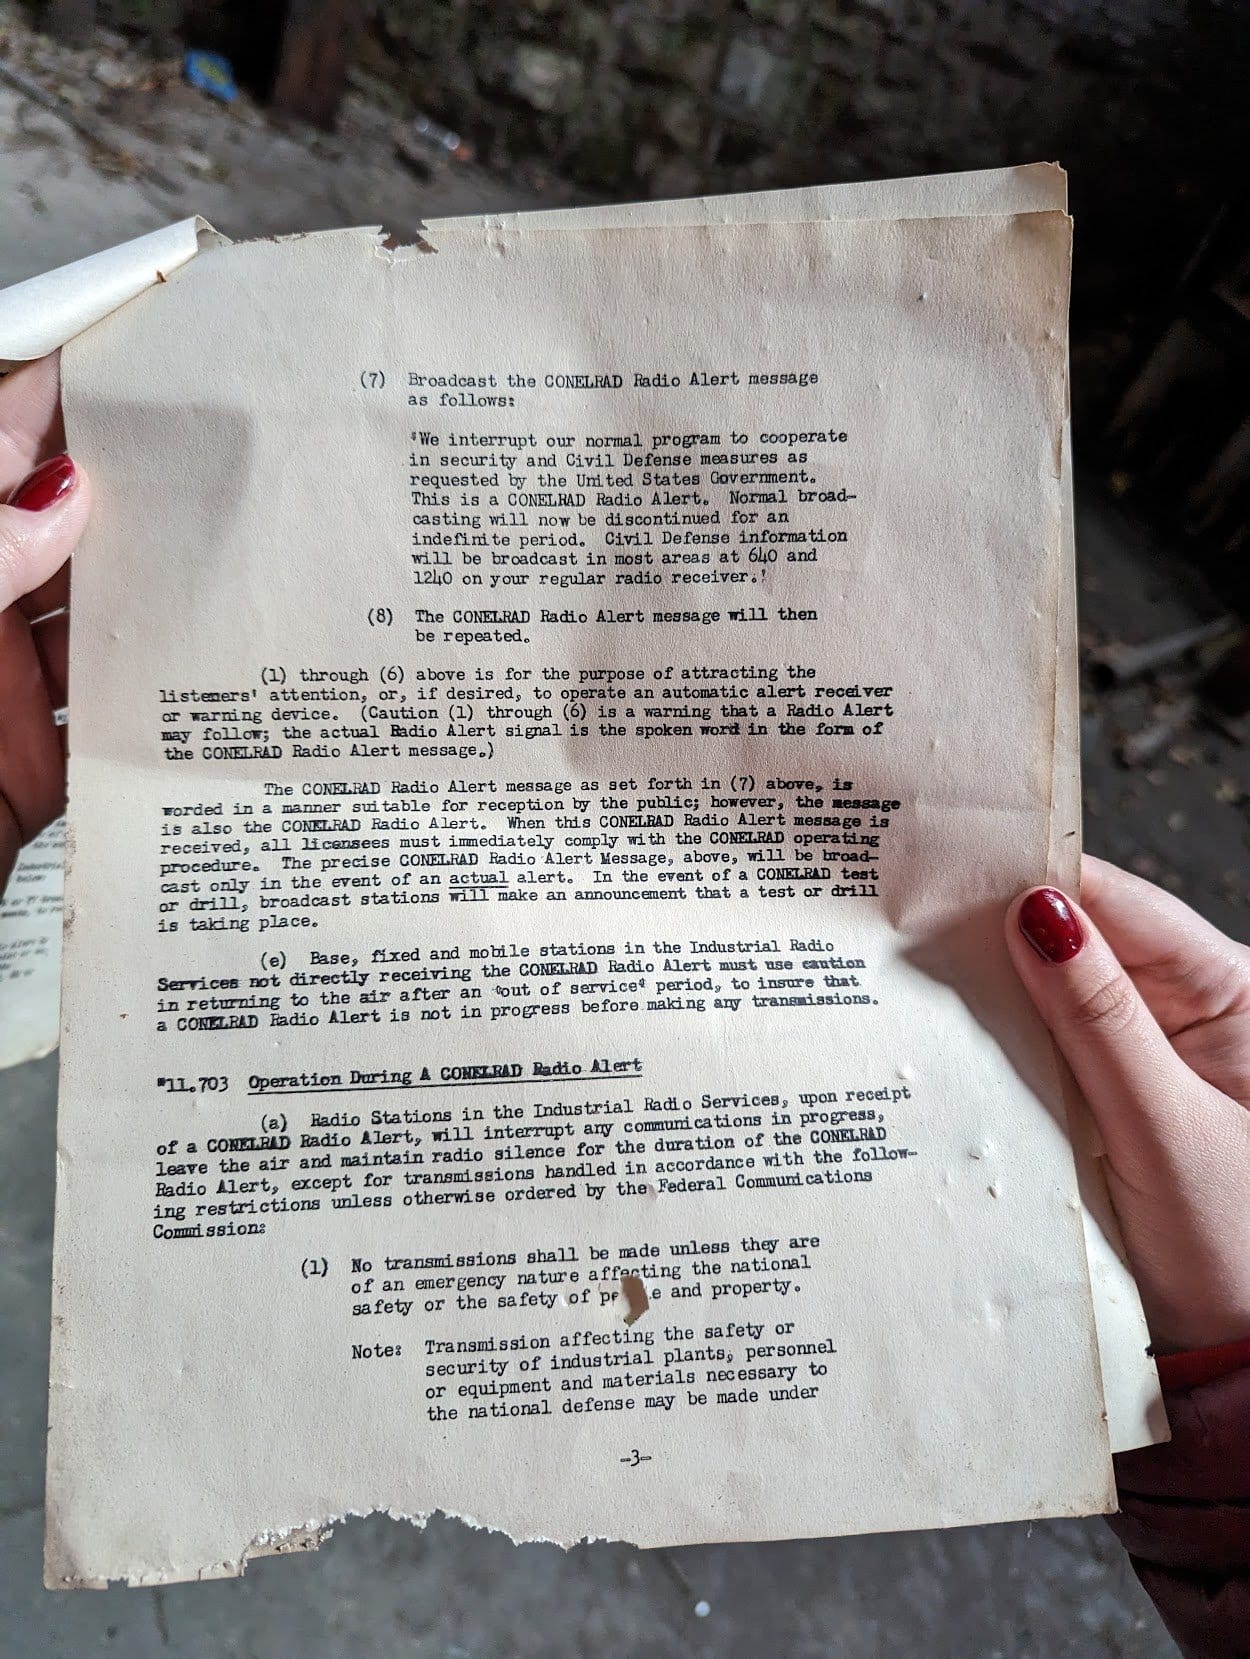 (7) Broadcast the CONELRAD Radio Alert message
as follows:
'We interrupt our normal program to cooperate
in security and Civil Defense measures as
requested by the United States Government.
This is a CONELRAD Radio Alert. Normal broad-
casting will now be discontinued for an
indefinite period. Civil Defense information
will be broadcast in most areas at 640 and
1240 on your regular radio receiver.'
(8) The CONELRAD Radio Alert message will then
be repeated.
(1) through (6) above is for the purpose of attracting the
listeners' attention, or, if desired, to operate an automatic alert receiver
or warning device. (Caution (1) through (6) is a warning that a Radio Alert
may follow; the actual Radio Alert signal is the spoken word in the form of
the CONELRAD Radio Alert message.)
The CONELRAD Radio Alert message as set forth in (7) above, is
worded in a manner suitable for reception by the public; however, the message
is also the CONELRAD Radio Alert. When this CONELRAD Radio Alert message is
received, all licensees must immediately comply with the CONELRAD operating
procedure. The precise CONELRAD Radio Alert Message, above, will be broad-
cast only in the event of an actual alert. In the event of a CONELRAD test
or drill, broadcast stations will make an announcement that a test or drill
is taking place.
(e) Base, fixed and mobile stations in the Industrial Radio
Services not directly receiving the CONELRAD Radio Alert must use caution
in returning to the air after an 'out of service' period, to insure that
a CONELRAD Radio Alert is not in progress before making any transmissions.
"11.703 Operation During A CONELRAD Radio Alert
(a) Radio Stations in the Industrial Radio Services, upon receipt
of a CONELRAD Radio Alert, will interrupt any communications in progress,
leave the air and maintain radio silence for the duration of the CONELRAD
Radio Alert, except for transmissions handled in accordance with the follow-
ing restrictions unless otherwise ordered by the Federal Communications
Commission:
(1) No transmissions shall be made unless they are
of an emergency nature affecting the national
safety or the safety of and property.
Note: Transmission affecting the safety or
security of industrial plants, personnel
or equipment and materials necessary to
the national defense may be made under
-3-